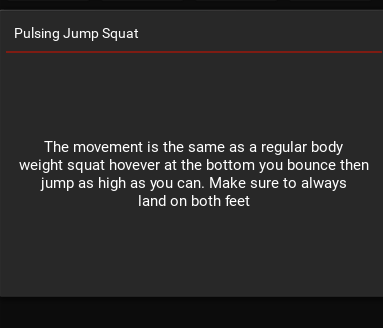 Pulsing Jump Squat
The movement is the same as a regular body
weight squat hovever at the bottom you bounce then
jump as high as you can. Make sure to always
land on both feet